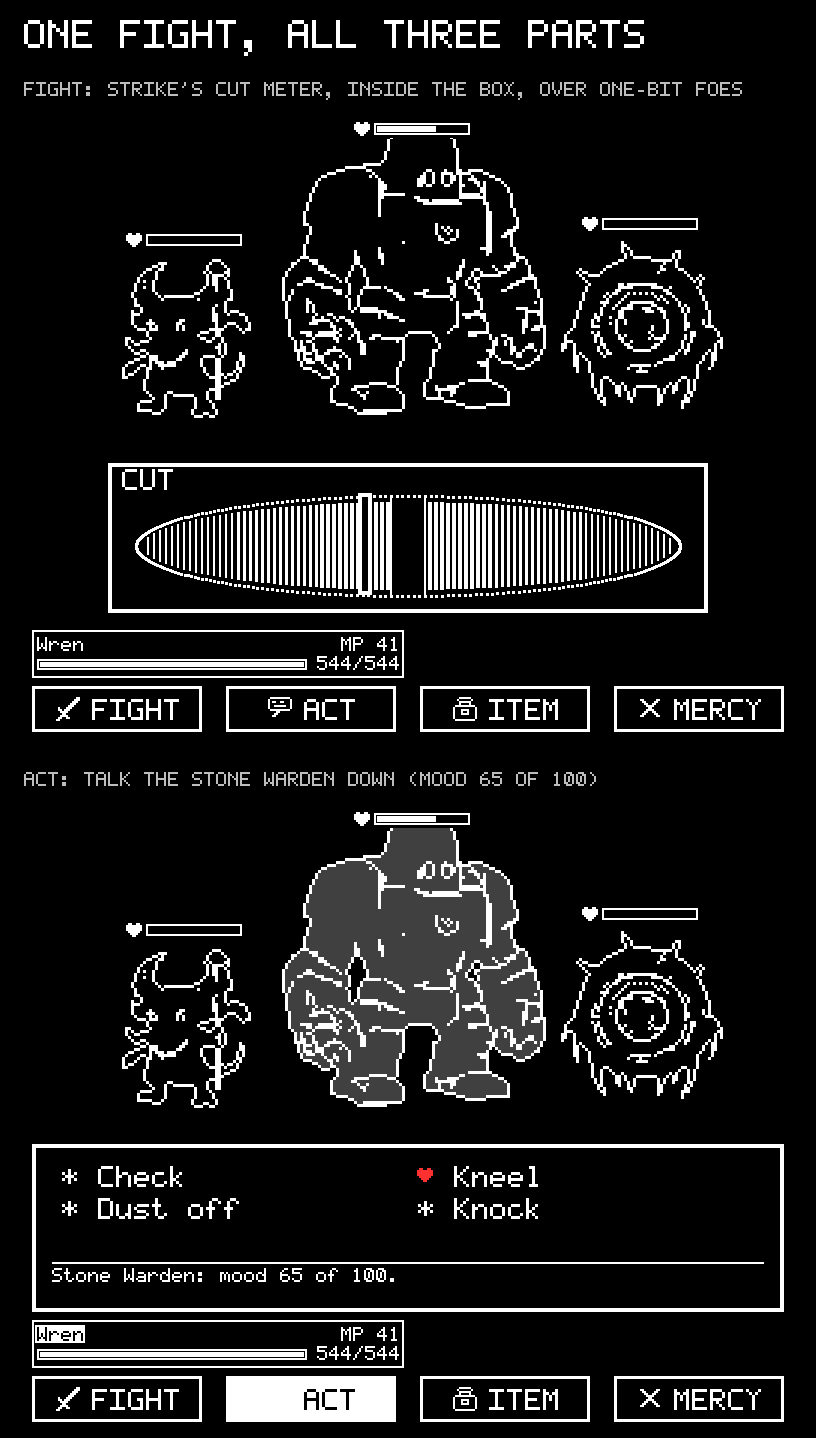 ONE FIGHT, ALL THREE PARTS
FIGHT: STRIKE'S CUT METER, INSIDE THE BOX, OVER ONE-BIT FOES
CUT
Wren MP 41
544/544
FIGHT ACT ITEM MERCY
ACT: TALK THE STONE WARDEN DOWN (MOOD 65 OF 100)
* Check Kneel
* Dust off * Knock
Stone Warden: mood 65 of 100.
Wren MP 41
544/544
FIGHT ACT ITEM MERCY